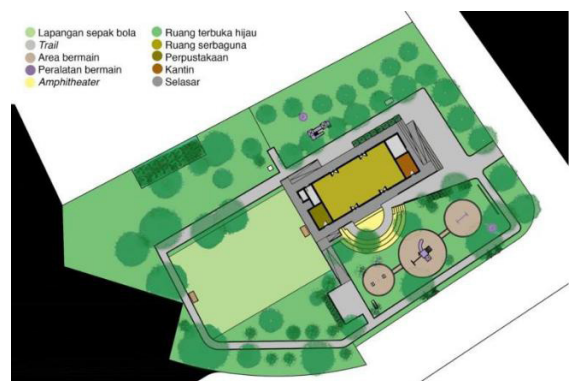 Lapangan sepak bola
Trail
Area bermain
Peralatan bermain
Amphitheater
Ruang terbuka hijau
Ruang serbaguna
Perpustakaan
Kantin
Selasar